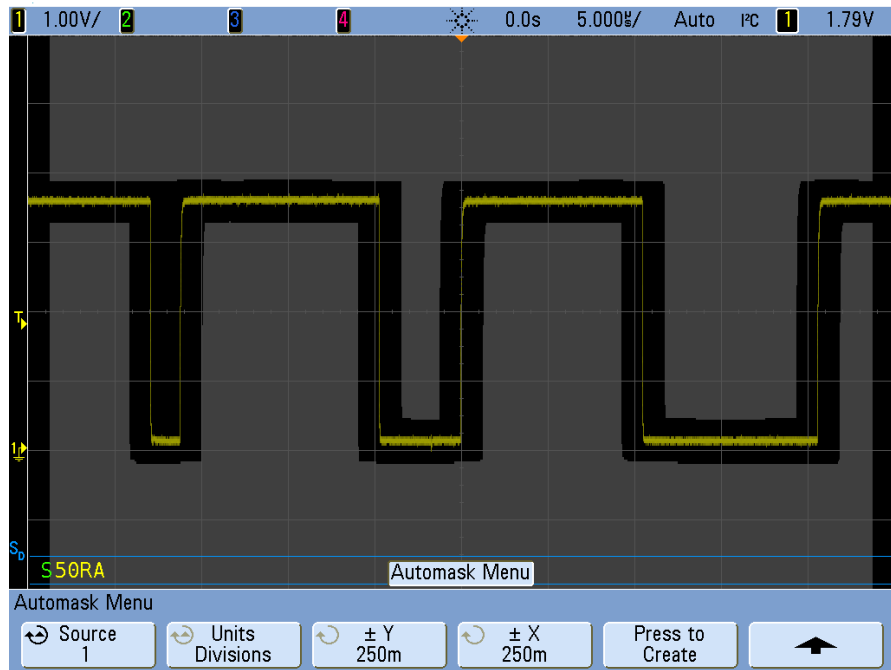 1 1.00V/ 2 3 4 0.0s 5.000µs/ Auto I²C 1 1.79V
T
1
SD
S50RA
Automask Menu
Automask Menu
Source Units ± Y ± X Press to
1 Divisions 250m 250m Create